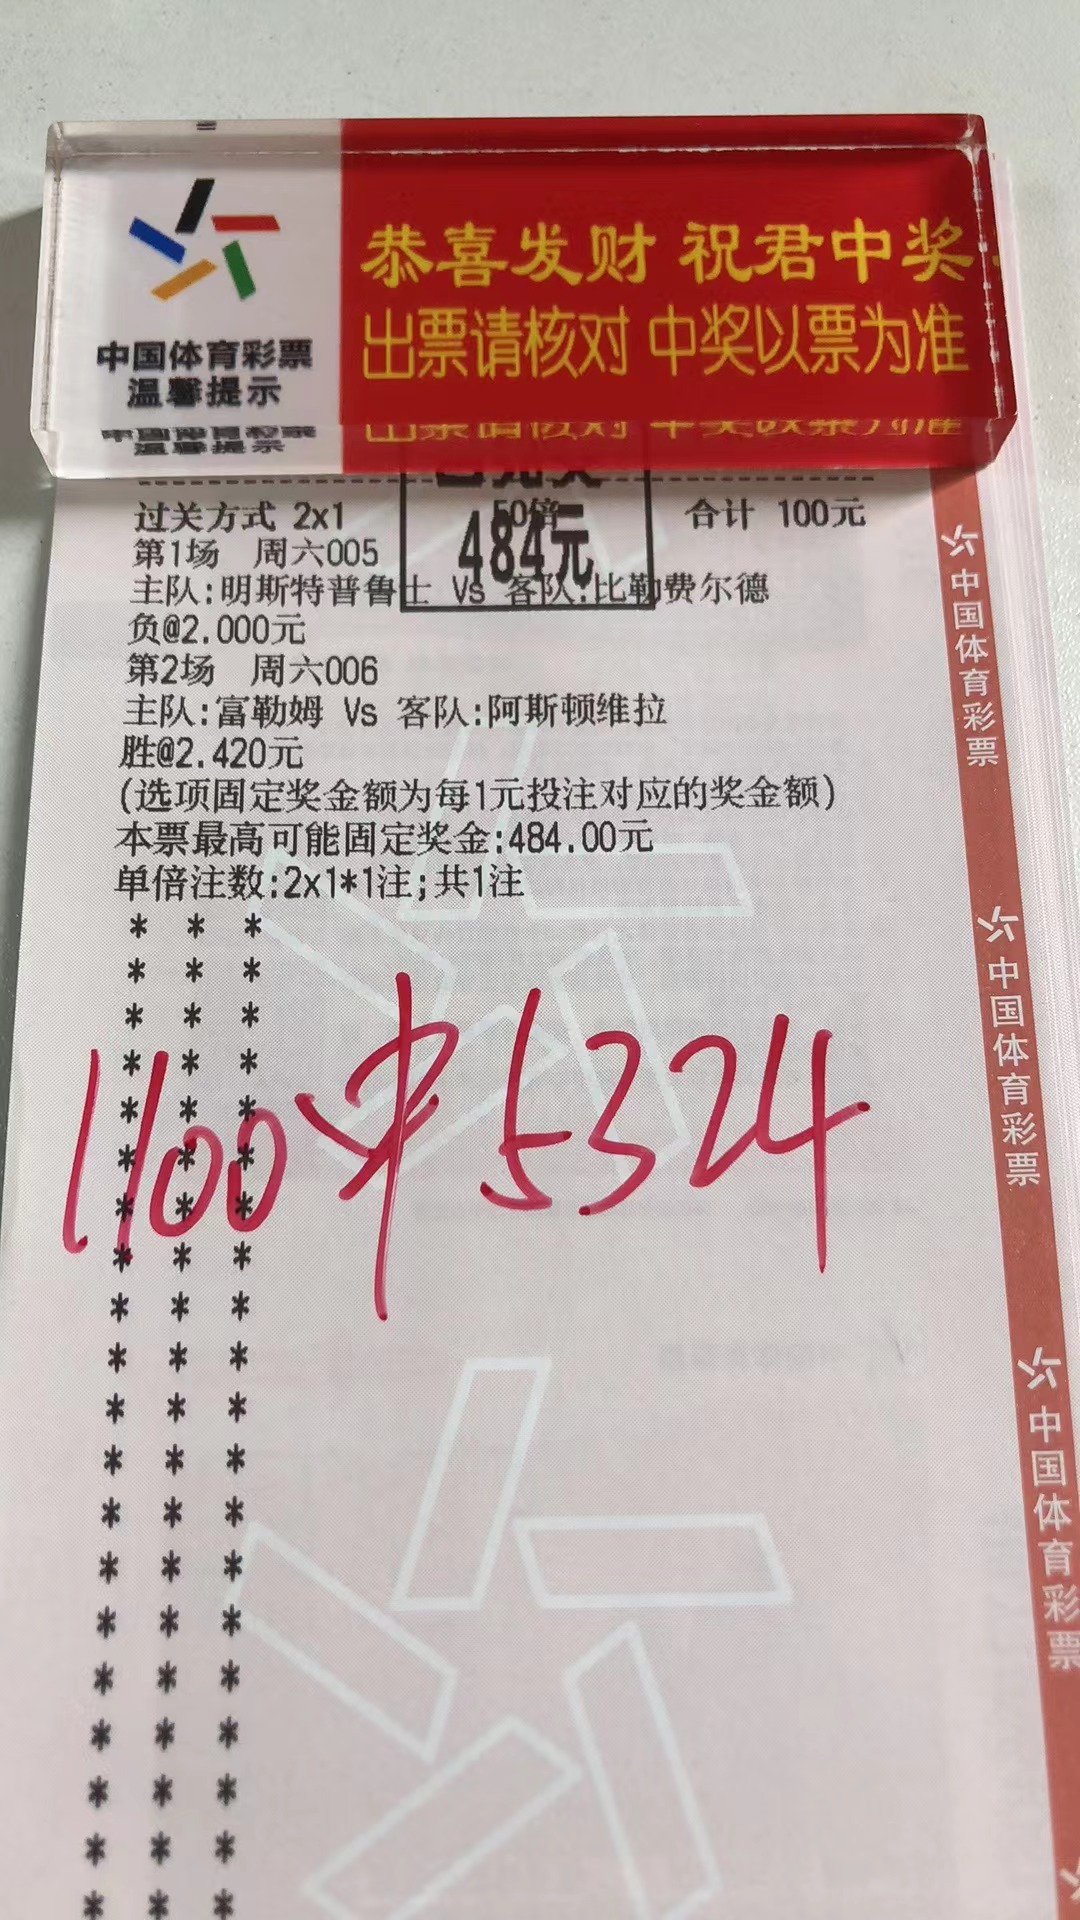 中国体育彩票
温馨提示
恭喜发财 祝君中奖
出票请核对 中奖以票为准
484元
过关方式 2x1 50倍 合计 100元
第1场 周六005
主队:明斯特普鲁士 Vs 客队:比勒费尔德
负@2.000元
第2场 周六006
主队:富勒姆 Vs 客队:阿斯顿维拉
胜@2.420元
(选项固定奖金额为每1元投注对应的奖金额)
本票最高可能固定奖金:484.00元
单倍注数:2x1*1注;共1注
1100中5324
中国体育彩票
中国体育彩票
中国体育彩票